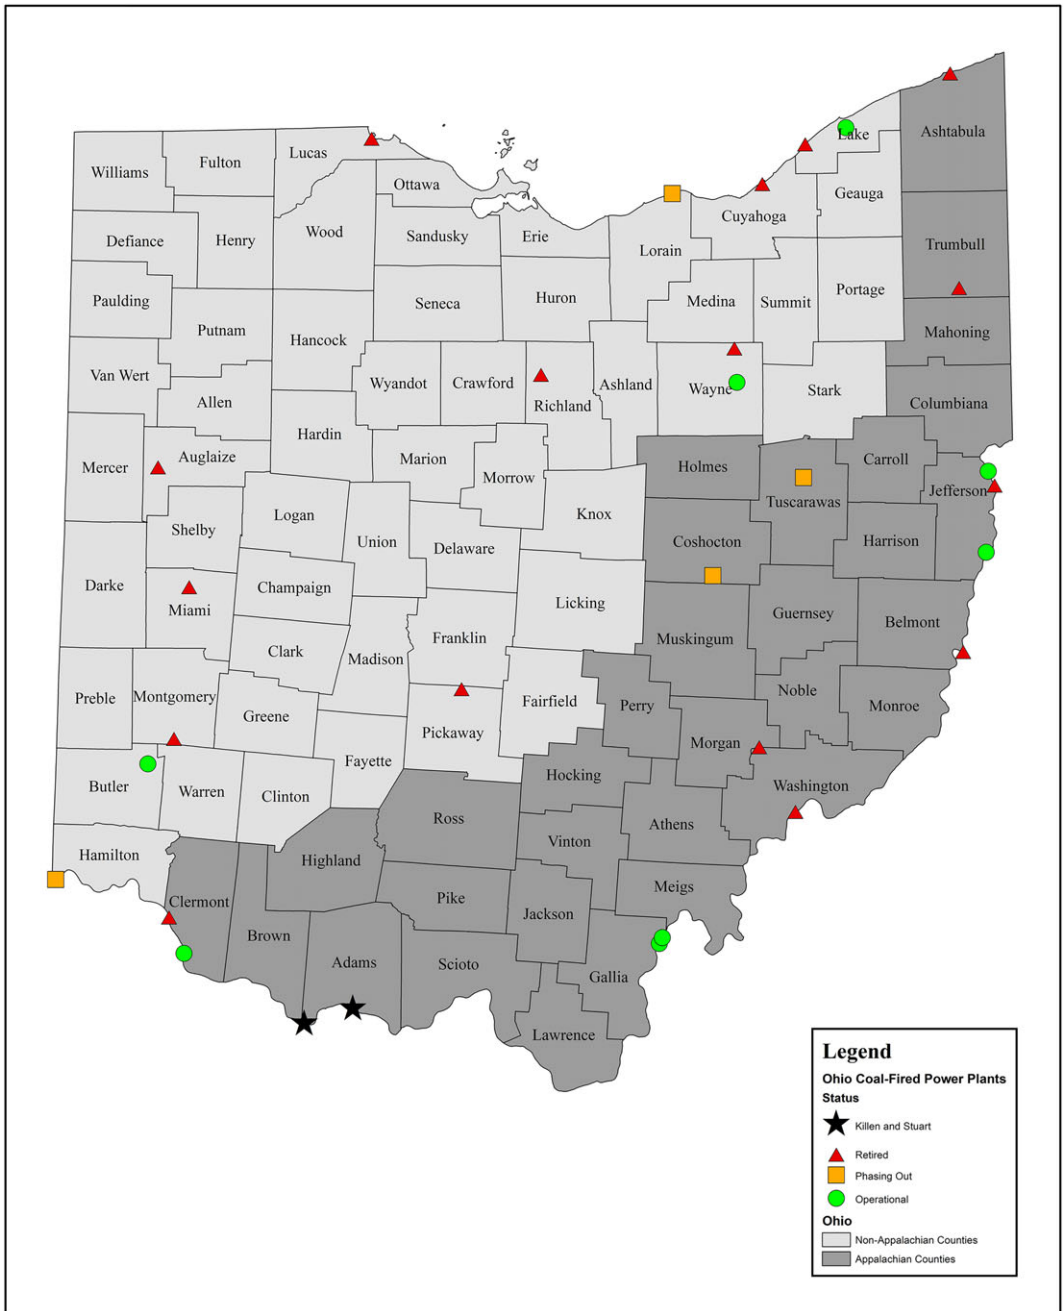 Ashtabula
Lake
Lucas
Fulton
Williams
Ottawa
Geauga
Cuyahoga
Wood
Henry
Defiance
Sandusky
Erie
Lorain
Trumbull
Paulding
Putnam
Hancock
Seneca
Huron
Medina
Summit
Portage
Mahoning
Van Wert
Allen
Wyandot
Crawford
Richland
Ashland
Wayne
Stark
Columbiana
Mercer
Auglaize
Hardin
Marion
Morrow
Holmes
Carroll
Tuscarawas
Jefferson
Shelby
Logan
Union
Delaware
Knox
Coshocton
Harrison
Darke
Miami
Champaign
Licking
Guernsey
Belmont
Clark
Madison
Franklin
Muskingum
Preble
Montgomery
Greene
Fairfield
Perry
Noble
Monroe
Pickaway
Morgan
Butler
Warren
Clinton
Fayette
Hocking
Washington
Ross
Athens
Hamilton
Highland
Vinton
Clermont
Pike
Meigs
Brown
Jackson
Adams
Scioto
Gallia
Lawrence
Legend
Ohio Coal-Fired Power Plants
Status
Killen and Stuart
Retired
Phasing Out
Operational
Ohio
Non-Appalachian Counties
Appalachian Counties